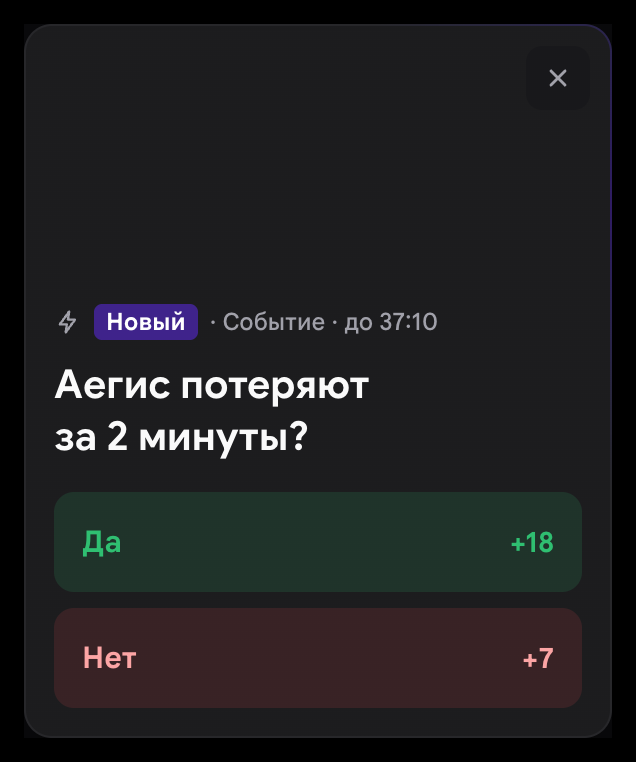 Новый · Событие · до 37:10
Аегис потеряют
за 2 минуты?
Да +18
Нет +7